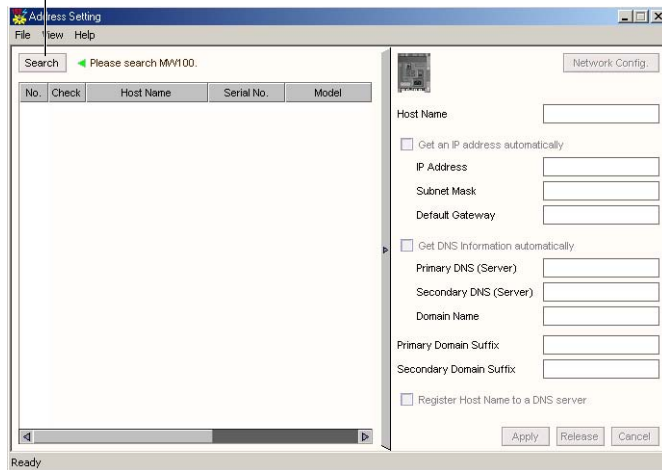 Address Setting
File View Help
Search Please search MW100.
No. Check Host Name Serial No. Model
Network Config.
Host Name
Get an IP address automatically
IP Address
Subnet Mask
Default Gateway
Get DNS Information automatically
Primary DNS (Server)
Secondary DNS (Server)
Domain Name
Primary Domain Suffix
Secondary Domain Suffix
Register Host Name to a DNS server
Apply Release Cancel
Ready